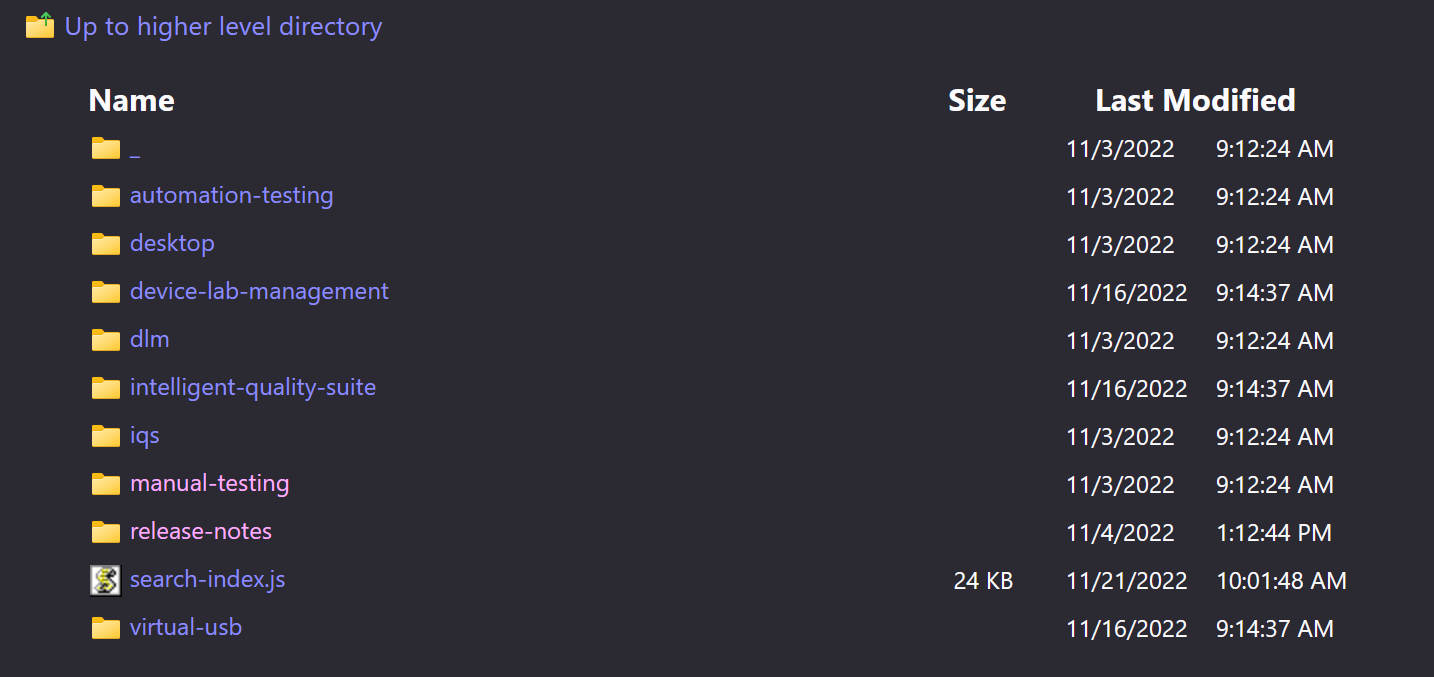 Up to higher level directory
Name Size Last Modified
_ 11/3/2022 9:12:24 AM
automation-testing 11/3/2022 9:12:24 AM
desktop 11/3/2022 9:12:24 AM
device-lab-management 11/16/2022 9:14:37 AM
dlm 11/3/2022 9:12:24 AM
intelligent-quality-suite 11/16/2022 9:14:37 AM
iqs 11/3/2022 9:12:24 AM
manual-testing 11/3/2022 9:12:24 AM
release-notes 11/4/2022 1:12:44 PM
search-index.js 24 KB 11/21/2022 10:01:48 AM
virtual-usb 11/16/2022 9:14:37 AM